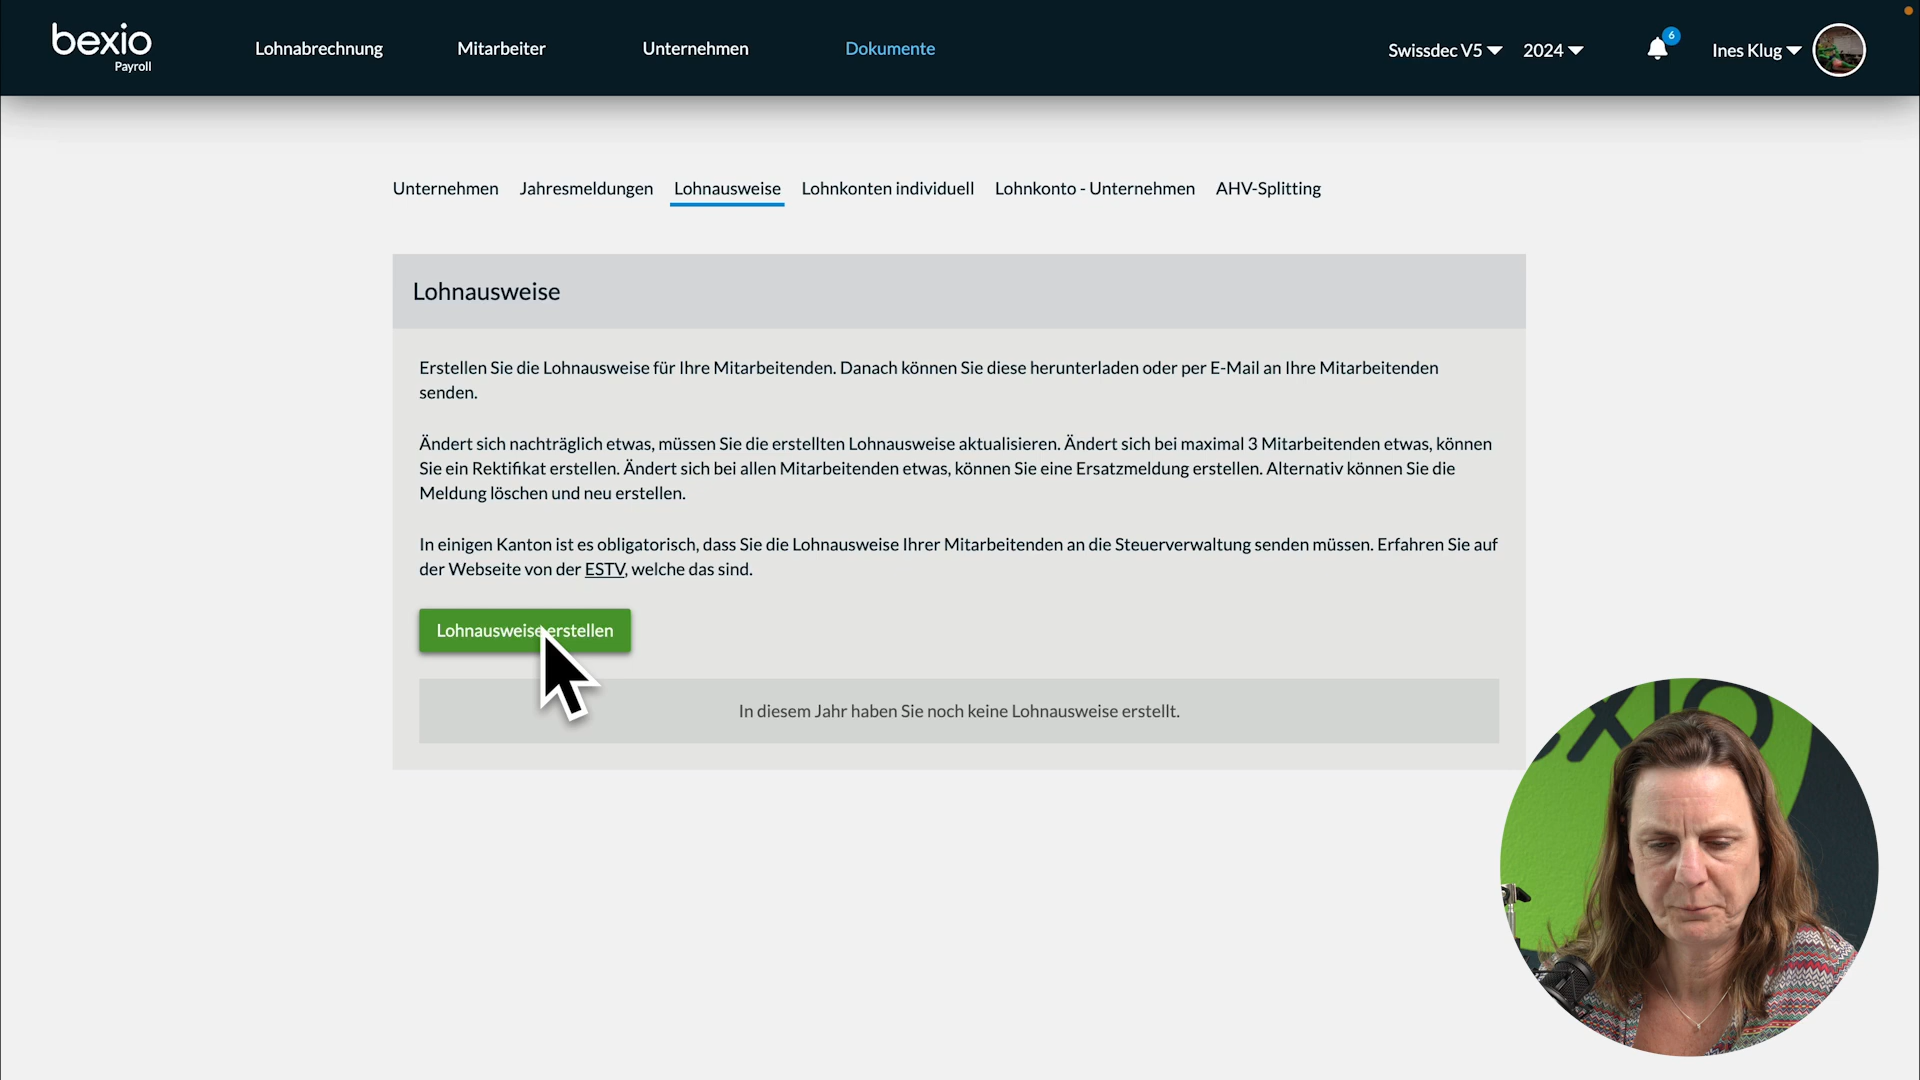 bexio
Payroll
Lohnabrechnung
Mitarbeiter
Unternehmen
Dokumente
Swissdec V5
2024
6
Ines Klug
Unternehmen
Jahresmeldungen
Lohnausweise
Lohnkonten individuell
Lohnkonto - Unternehmen
AHV-Splitting
Lohnausweise
Erstellen Sie die Lohnausweise für Ihre Mitarbeitenden. Danach können Sie diese herunterladen oder per E-Mail an Ihre Mitarbeitenden
senden.
Ändert sich nachträglich etwas, müssen Sie die erstellten Lohnausweise aktualisieren. Ändert sich bei maximal 3 Mitarbeitenden etwas, können
Sie ein Rektifikat erstellen. Ändert sich bei allen Mitarbeitenden etwas, können Sie eine Ersatzmeldung erstellen. Alternativ können Sie die
Meldung löschen und neu erstellen.
In einigen Kanton ist es obligatorisch, dass Sie die Lohnausweise Ihrer Mitarbeitenden an die Steuerverwaltung senden müssen. Erfahren Sie auf
der Webseite von der ESTV, welche das sind.
Lohnausweise erstellen
In diesem Jahr haben Sie noch keine Lohnausweise erstellt.